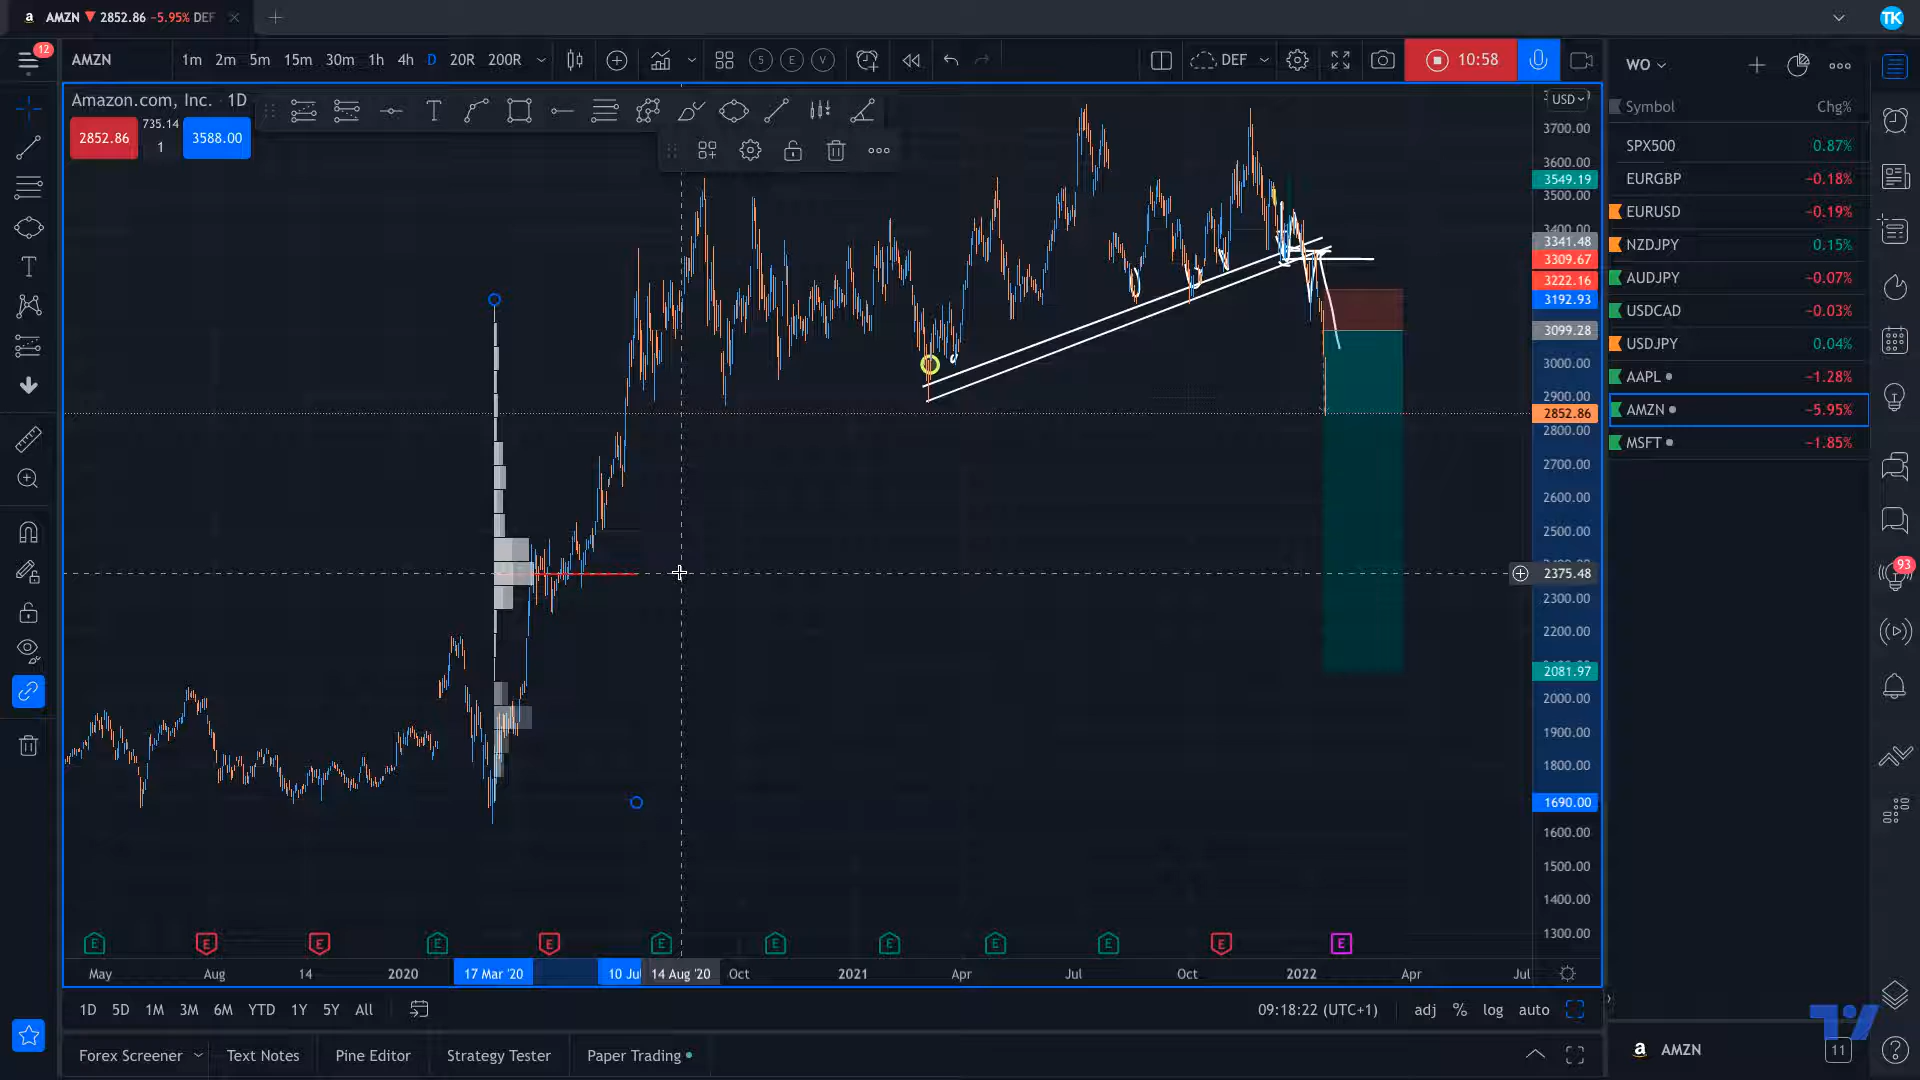 AMZN 2852.86 −5.95% DEF
TK
12
AMZN 1m 2m 5m 15m 30m 1h 4h D 20R 200R S E V DEF 10:58
WO
Amazon.com, Inc. · 1D
T
2852.86 735.14 1 3588.00
USD
3700.00
3600.00
3549.19
3500.00
3400.00
3341.48
3309.67
3222.16
3192.93
3099.28
3000.00
2900.00
2852.86
2800.00
2700.00
2600.00
2500.00
2375.48
2300.00
2200.00
2081.97
2000.00
1900.00
1800.00
1690.00
1600.00
1500.00
1400.00
1300.00
Symbol Chg%
SPX500 0.87%
EURGBP −0.18%
EURUSD −0.19%
NZDJPY 0.15%
AUDJPY −0.07%
USDCAD −0.03%
USDJPY 0.04%
AAPL −1.28%
AMZN −5.95%
MSFT −1.85%
93
E E E E E E E E E E E E
May Aug 14 2020 17 Mar '20 10 Ju 14 Aug '20 Oct 2021 Apr Jul Oct 2022 Apr Jul
1D 5D 1M 3M 6M YTD 1Y 5Y All 09:18:22 (UTC+1) adj % log auto
Forex Screener Text Notes Pine Editor Strategy Tester Paper Trading
AMZN
11